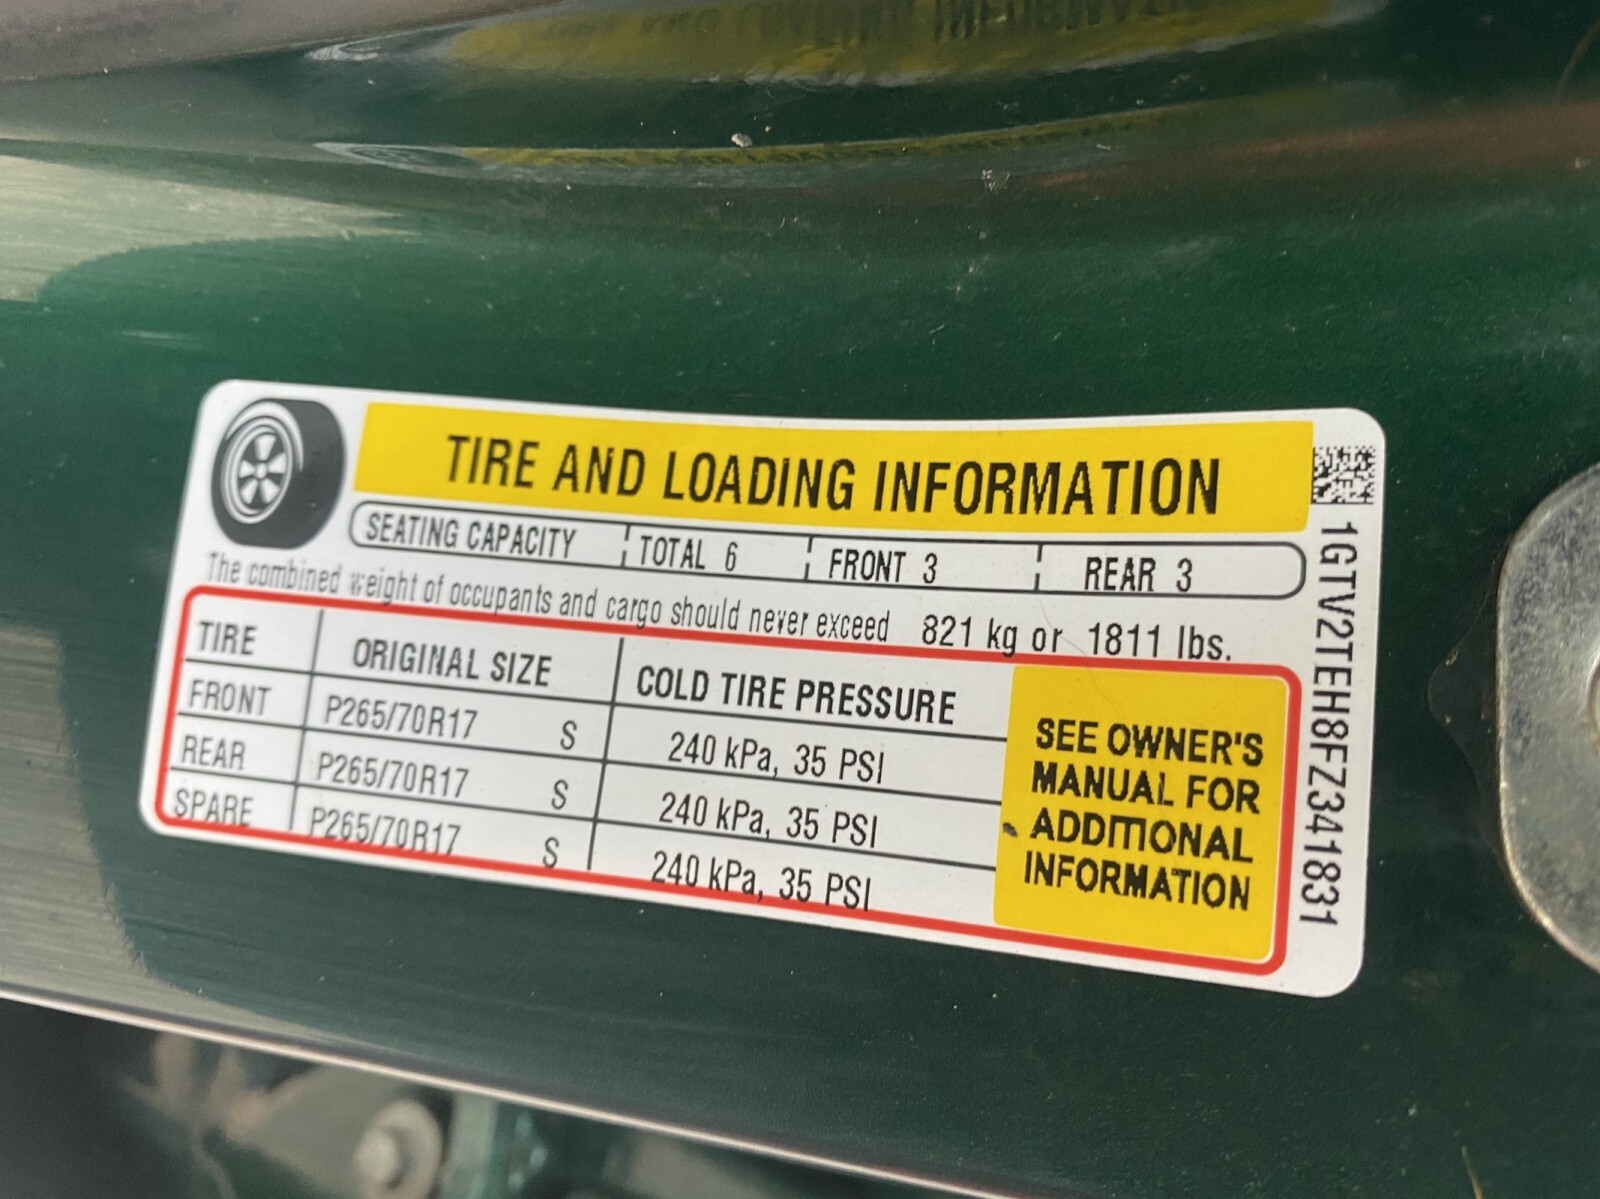 TIRE AND LOADING INFORMATION
SEATING CAPACITY TOTAL 6 FRONT 3 REAR 3
The combined weight of occupants and cargo should never exceed 821 kg or 1811 lbs.
TIRE ORIGINAL SIZE COLD TIRE PRESSURE
FRONT P265/70R17 S 240 kPa, 35 PSI
REAR P265/70R17 S 240 kPa, 35 PSI
SPARE P265/70R17 S 240 kPa, 35 PSI
SEE OWNER'S
MANUAL FOR
ADDITIONAL
INFORMATION
1GTV2TEH8FZ341831